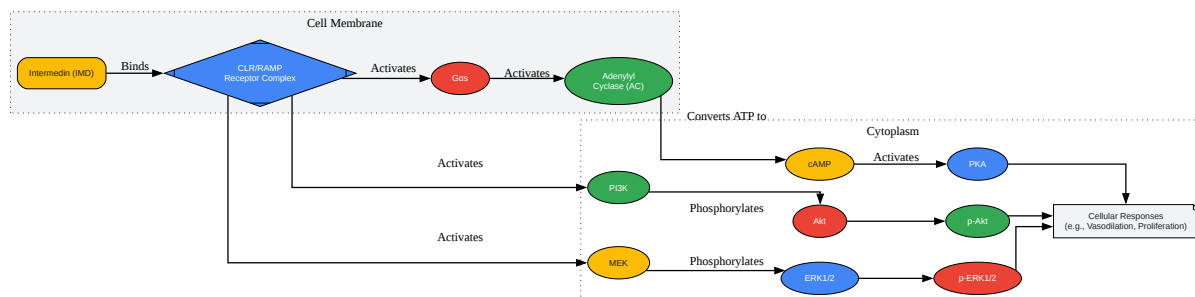 Cell Membrane
Intermedin (IMD)
Binds
CLR/RAMP
Receptor Complex
Activates
Gαs
Activates
Adenylyl
Cyclase (AC)
Converts ATP to
Cytoplasm
Activates
cAMP
Activates
PKA
PI3K
Phosphorylates
Akt
p-Akt
Cellular Responses
(e.g., Vasodilation, Proliferation)
Activates
MEK
Phosphorylates
ERK1/2
p-ERK1/2